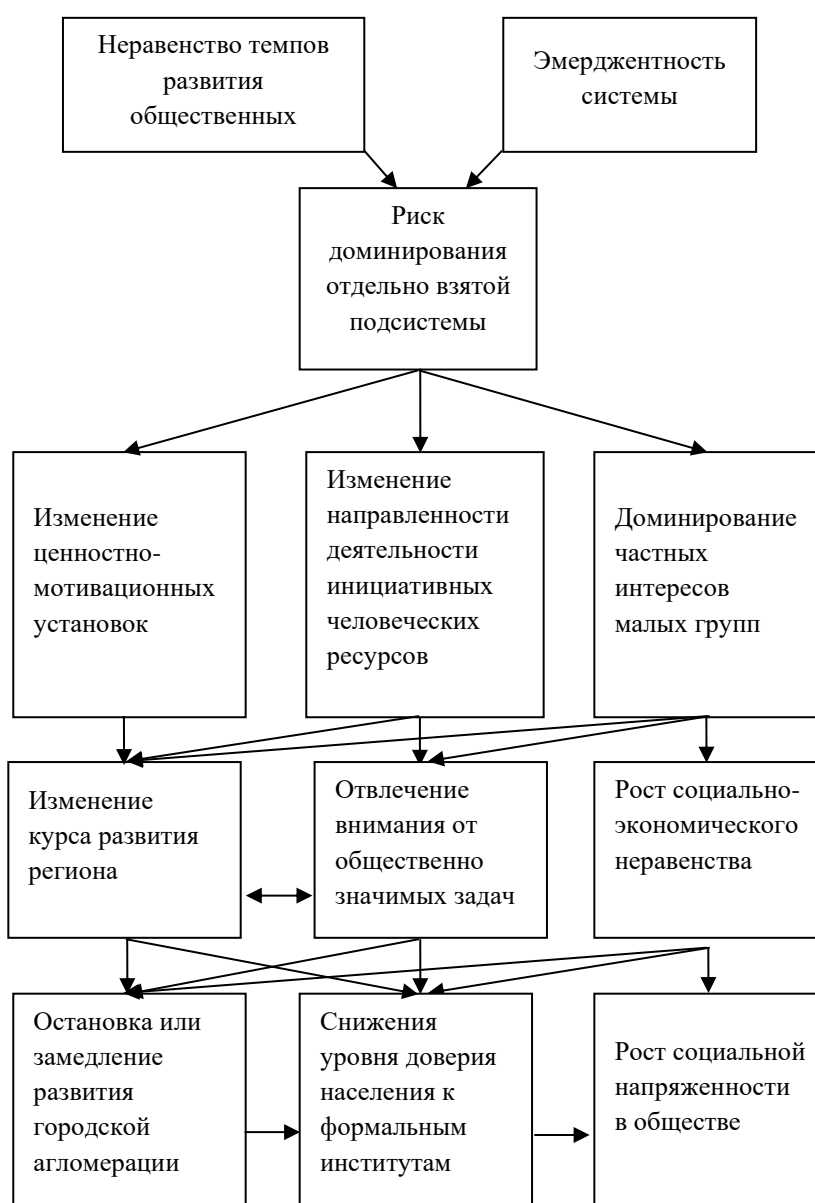 Неравенство темпов
развития
общественных
Эмерджентность
системы
Риск
доминирования
отдельно взятой
подсистемы
Изменение
ценностно-
мотивационных
установок
Изменение
направленности
деятельности
инициативных
человеческих
ресурсов
Доминирование
частных
интересов
малых групп
Изменение
курса развития
региона
Отвлечение
внимания от
общественно
значимых задач
Рост социально-
экономического
неравенства
Остановка или
замедление
развития
городской
агломерации
Снижения
уровня доверия
населения к
формальным
институтам
Рост социальной
напряженности
в обществе